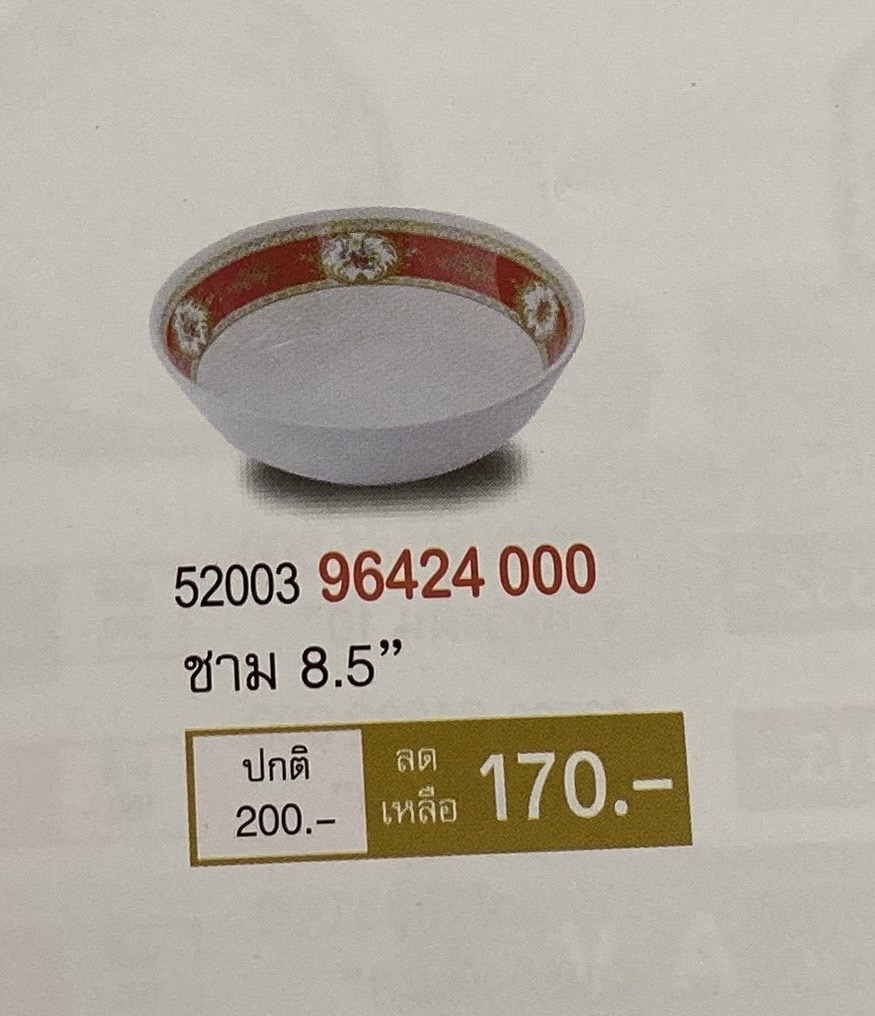 52003 96424 000
ชาม 8.5”
ปกติ
200.–
ลด
เหลือ
170.–